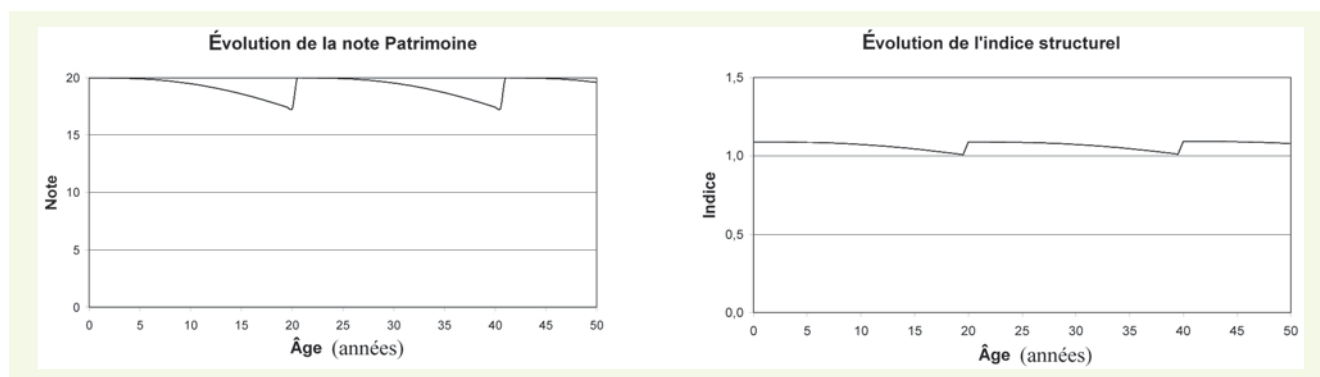 Évolution de la note Patrimoine
20
15
10
5
0
Note
0 5 10 15 20 25 30 35 40 45 50
Âge (années)
Évolution de l'indice structurel
1,5
1,0
0,5
0,0
Indice
0 5 10 15 20 25 30 35 40 45 50
Âge (années)